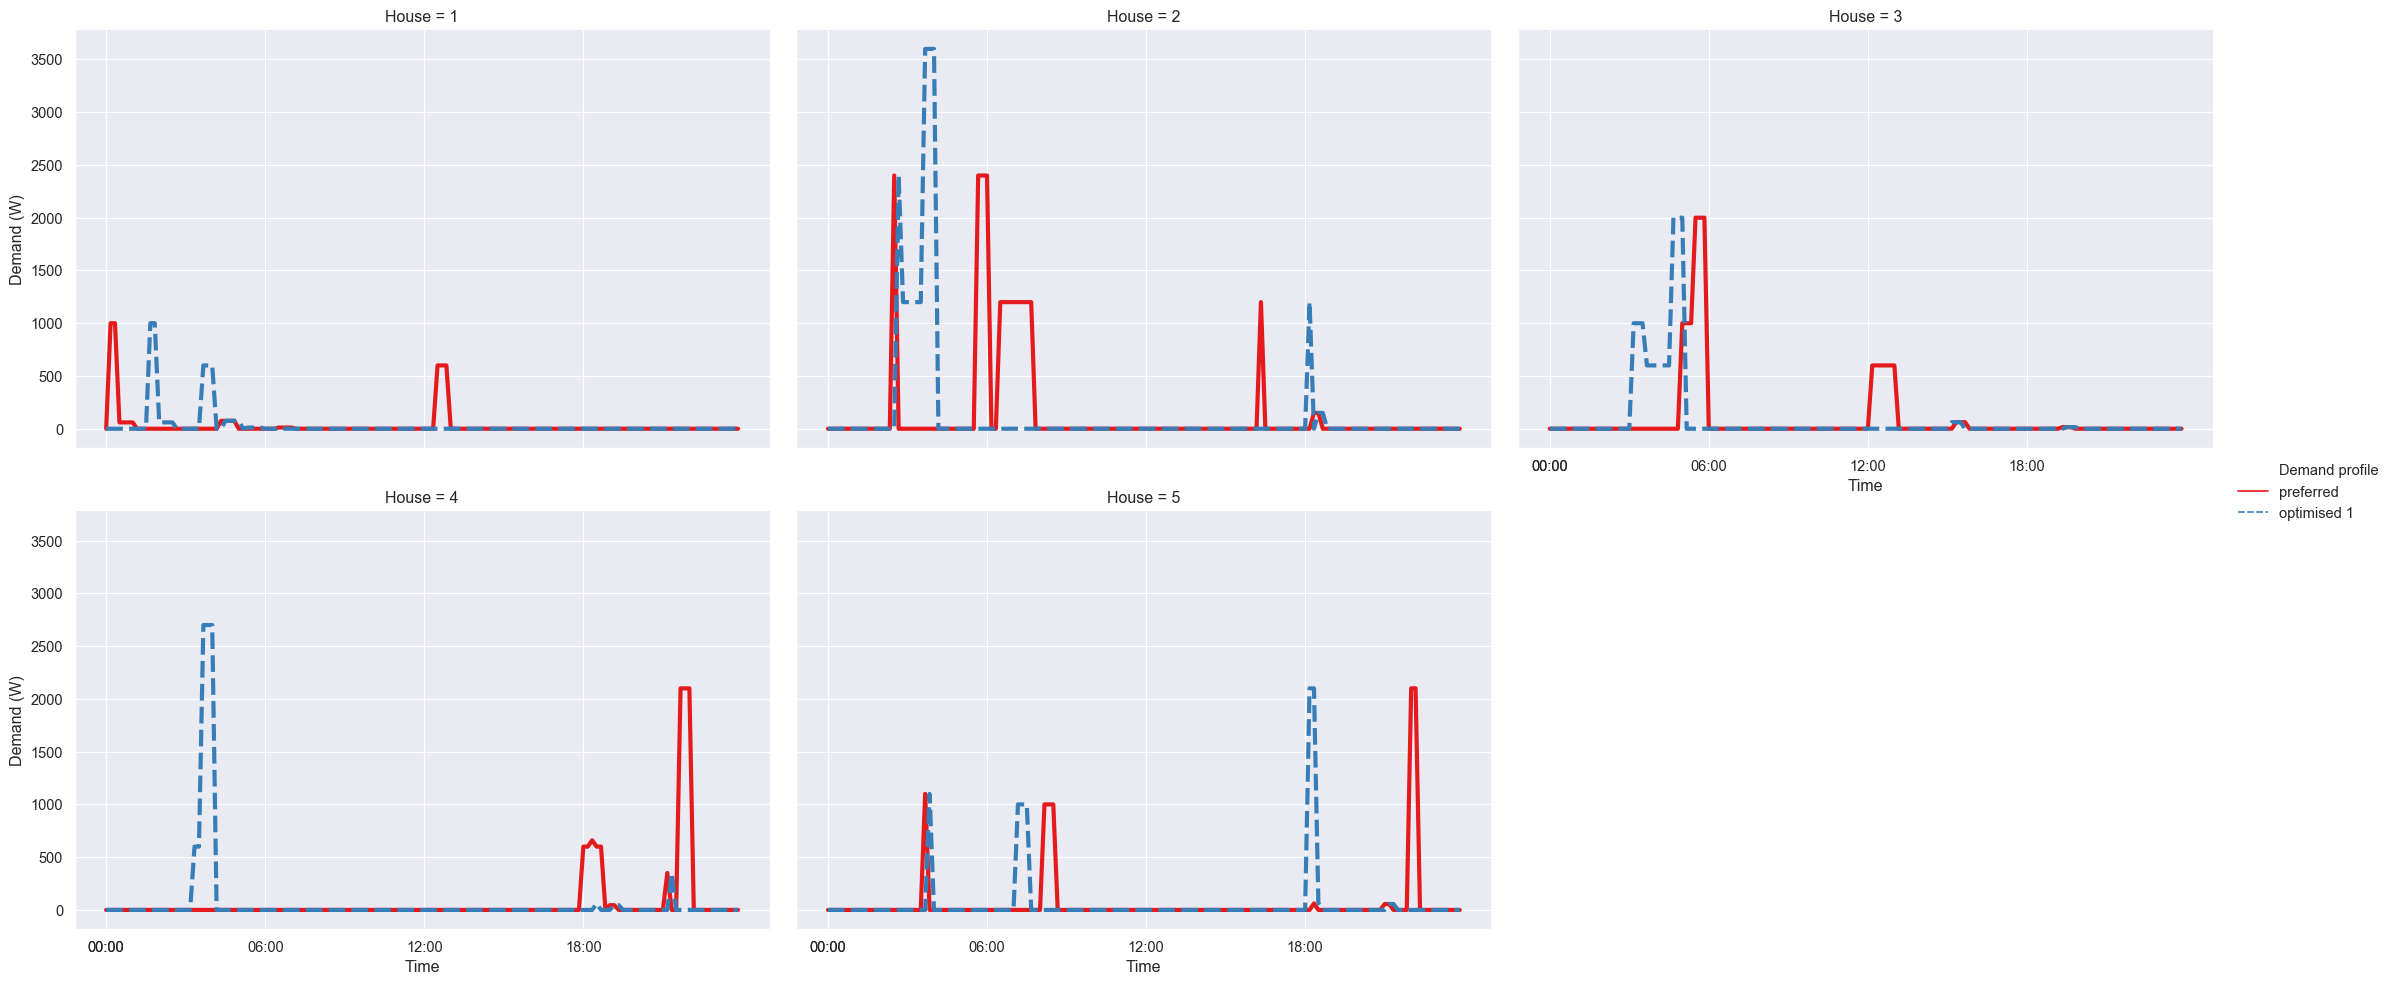 House = 1
House = 2
House = 3
3500
3000
2500
2000
1500
1000
500
0
Demand (W)
00:00
06:00
12:00
18:00
Time
Demand profile
preferred
optimised 1
House = 4
House = 5
3500
3000
2500
2000
1500
1000
500
0
Demand (W)
00:00
06:00
12:00
18:00
Time
00:00
06:00
12:00
18:00
Time